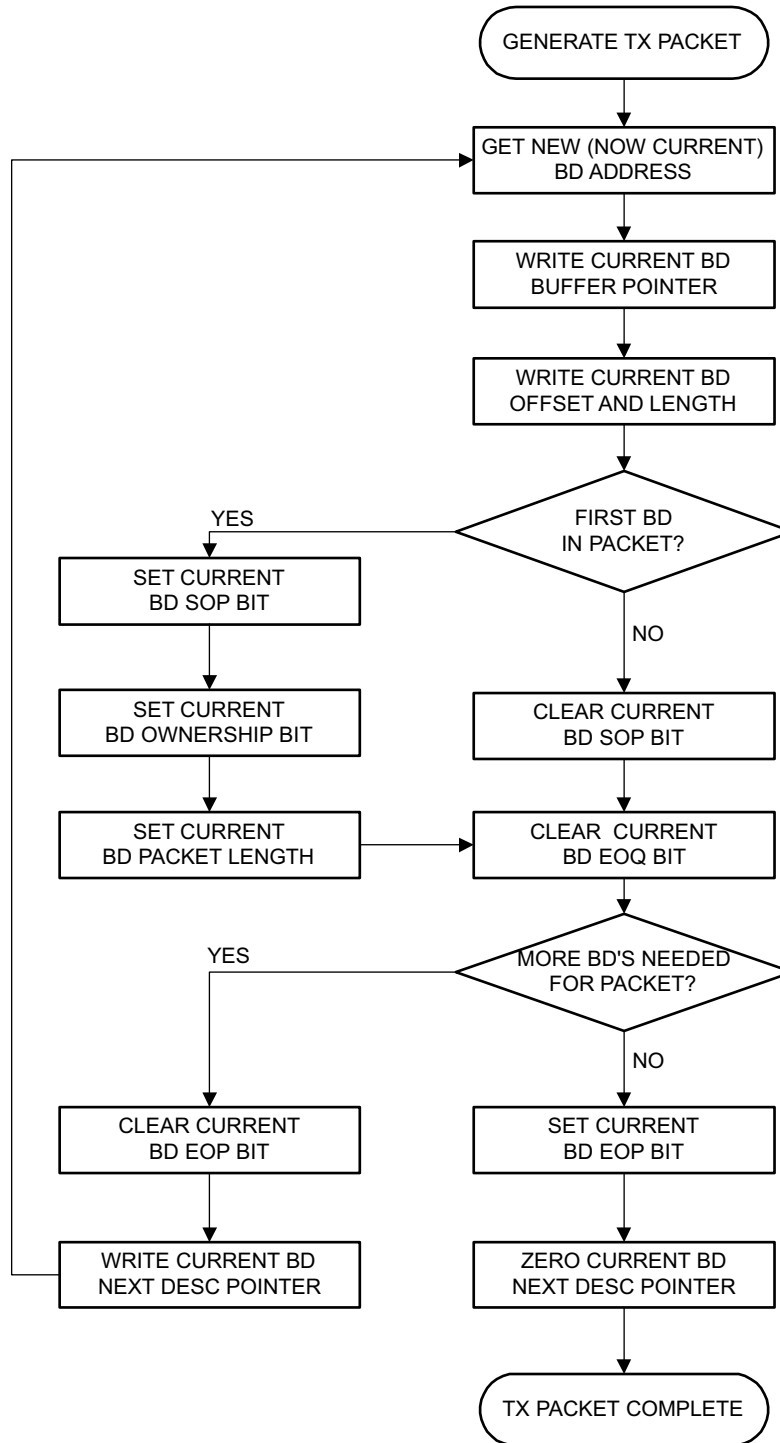 GENERATE TX PACKET
GET NEW (NOW CURRENT)
BD ADDRESS
WRITE CURRENT BD
BUFFER POINTER
WRITE CURRENT BD
OFFSET AND LENGTH
FIRST BD
IN PACKET?
YES
NO
SET CURRENT
BD SOP BIT
SET CURRENT
BD OWNERSHIP BIT
SET CURRENT
BD PACKET LENGTH
CLEAR CURRENT
BD SOP BIT
CLEAR CURRENT
BD EOQ BIT
MORE BD'S NEEDED
FOR PACKET?
YES
NO
CLEAR CURRENT
BD EOP BIT
WRITE CURRENT BD
NEXT DESC POINTER
SET CURRENT
BD EOP BIT
ZERO CURRENT BD
NEXT DESC POINTER
TX PACKET COMPLETE